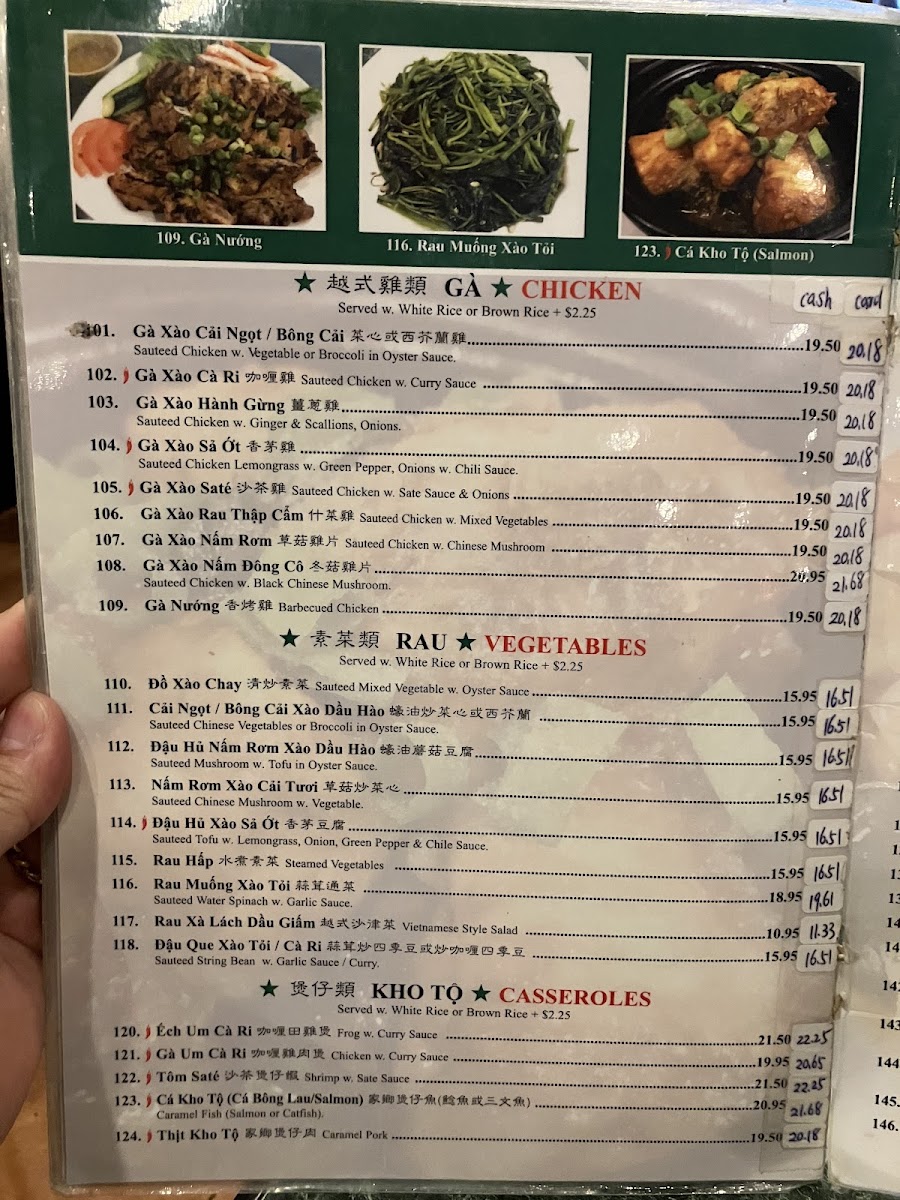 109. Gà Nướng
116. Rau Muống Xào Tỏi
123. Cá Kho Tộ (Salmon)
★ 越式雞類 GÀ ★ CHICKEN
Served w. White Rice or Brown Rice + $2.25
cash card
101. Gà Xào Cải Ngọt / Bông Cải 菜心或西芥蘭雞 19.50 20.18
Sauteed Chicken w. Vegetable or Broccoli in Oyster Sauce.
102. Gà Xào Cà Ri 咖喱雞 Sauteed Chicken w. Curry Sauce 19.50 20.18
103. Gà Xào Hành Gừng 薑蔥雞 19.50 20.18
Sauteed Chicken w. Ginger & Scallions, Onions.
104. Gà Xào Sả Ớt 香茅雞 19.50 20.18
Sauteed Chicken Lemongrass w. Green Pepper, Onions w. Chili Sauce.
105. Gà Xào Saté 沙茶雞 Sauteed Chicken w. Sate Sauce & Onions 19.50 20.18
106. Gà Xào Rau Thập Cẩm 什菜雞 Sauteed Chicken w. Mixed Vegetables 19.50 20.18
107. Gà Xào Nấm Rơm 草菇雞片 Sauteed Chicken w. Chinese Mushroom 19.50 20.18
108. Gà Xào Nấm Đông Cô 冬菇雞片 20.95 21.68
Sauteed Chicken w. Black Chinese Mushroom.
109. Gà Nướng 香烤雞 Barbecued Chicken 19.50 20.18
★ 素菜類 RAU ★ VEGETABLES
Served w. White Rice or Brown Rice + $2.25
110. Đồ Xào Chay 清炒素菜 Sauteed Mixed Vegetable w. Oyster Sauce 15.95 16.51
111. Cải Ngọt / Bông Cải Xào Dầu Hào 蠔油炒菜心或西芥蘭 15.95 16.51
Sauteed Chinese Vegetables or Broccoli in Oyster Sauce.
112. Đậu Hủ Nấm Rơm Xào Dầu Hào 蠔油蘑菇豆腐 15.95 16.51
Sauteed Mushroom w. Tofu in Oyster Sauce.
113. Nấm Rơm Xào Cải Tươi 草菇炒菜心 15.95 16.51
Sauteed Chinese Mushroom w. Vegetable.
114. Đậu Hủ Xào Sả Ớt 香茅豆腐 15.95 16.51
Sauteed Tofu w. Lemongrass, Onion, Green Pepper & Chile Sauce.
115. Rau Hấp 水煮素菜 Steamed Vegetables 15.95 16.51
116. Rau Muống Xào Tỏi 蒜茸通菜 18.95 19.61
Sauteed Water Spinach w. Garlic Sauce.
117. Rau Xà Lách Dầu Giấm 越式沙津菜 Vietnamese Style Salad 10.95 11.33
118. Đậu Que Xào Tỏi / Cà Ri 蒜茸炒四季豆或炒咖喱四季豆 15.95 16.51
Sauteed String Bean w. Garlic Sauce / Curry.
★ 煲仔類 KHO TỘ ★ CASSEROLES
Served w. White Rice or Brown Rice + $2.25
120. Ếch Um Cà Ri 咖喱田雞煲 Frog w. Curry Sauce 21.50 22.25
121. Gà Um Cà Ri 咖喱雞肉煲 Chicken w. Curry Sauce 19.95 20.65
122. Tôm Saté 沙茶煲仔蝦 Shrimp w. Sate Sauce 21.50 22.25
123. Cá Kho Tộ (Cá Bông Lau/Salmon) 家鄉煲仔魚(鯰魚或三文魚) 20.95 21.68
Caramel Fish (Salmon or Catfish).
124. Thịt Kho Tộ 家鄉煲仔肉 Caramel Pork 19.50 20.18
142
143
144.
145.
146.